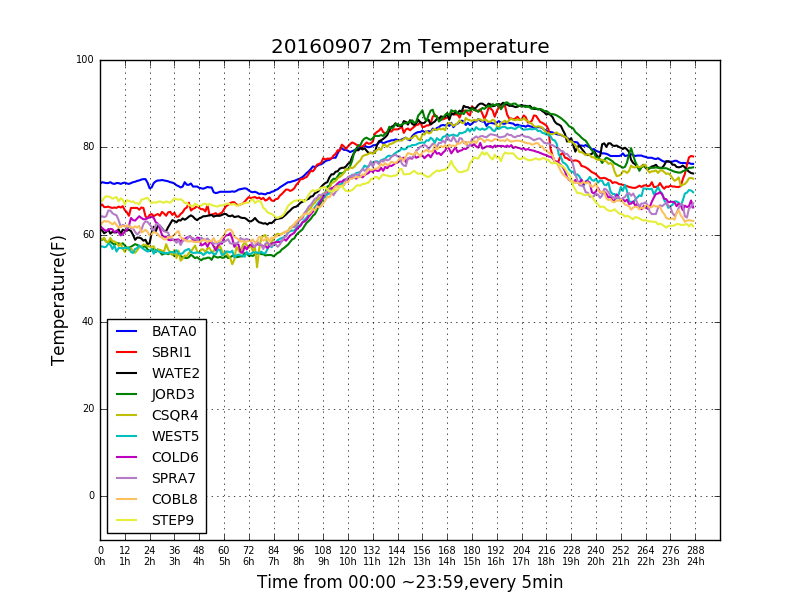 20160907 2m Temperature
100
80
60
40
20
0
Temperature(F)
BATA0
SBRI1
WATE2
JORD3
CSQR4
WEST5
COLD6
SPRA7
COBL8
STEP9
0 12 24 36 48 60 72 84 96 108 120 132 144 156 168 180 192 204 216 228 240 252 264 276 288
0h 1h 2h 3h 4h 5h 6h 7h 8h 9h 10h 11h 12h 13h 14h 15h 16h 17h 18h 19h 20h 21h 22h 23h 24h
Time from 00:00 ~23:59,every 5min